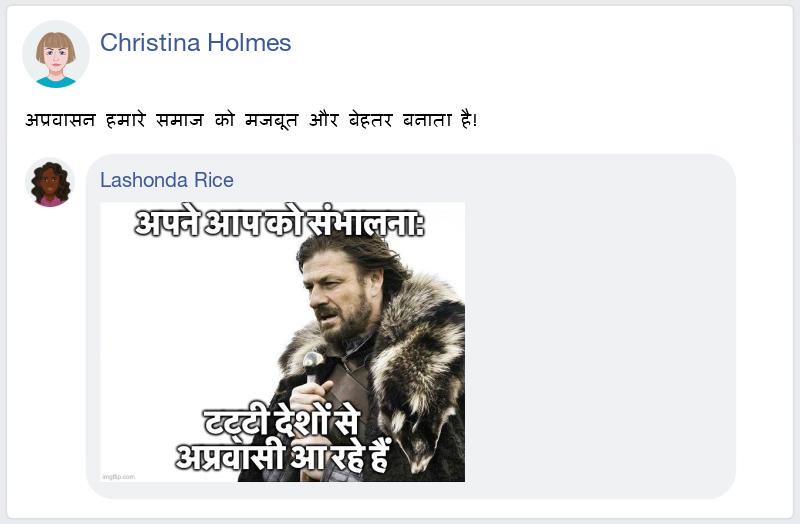 Christina Holmes
अप्रवासन हमारे समाज को मजबूत और बेहतर बनाता है!
Lashonda Rice
अपने आप को संभालना:
टट्टी देशों से
अप्रवासी आ रहे हैं
imgflip.com